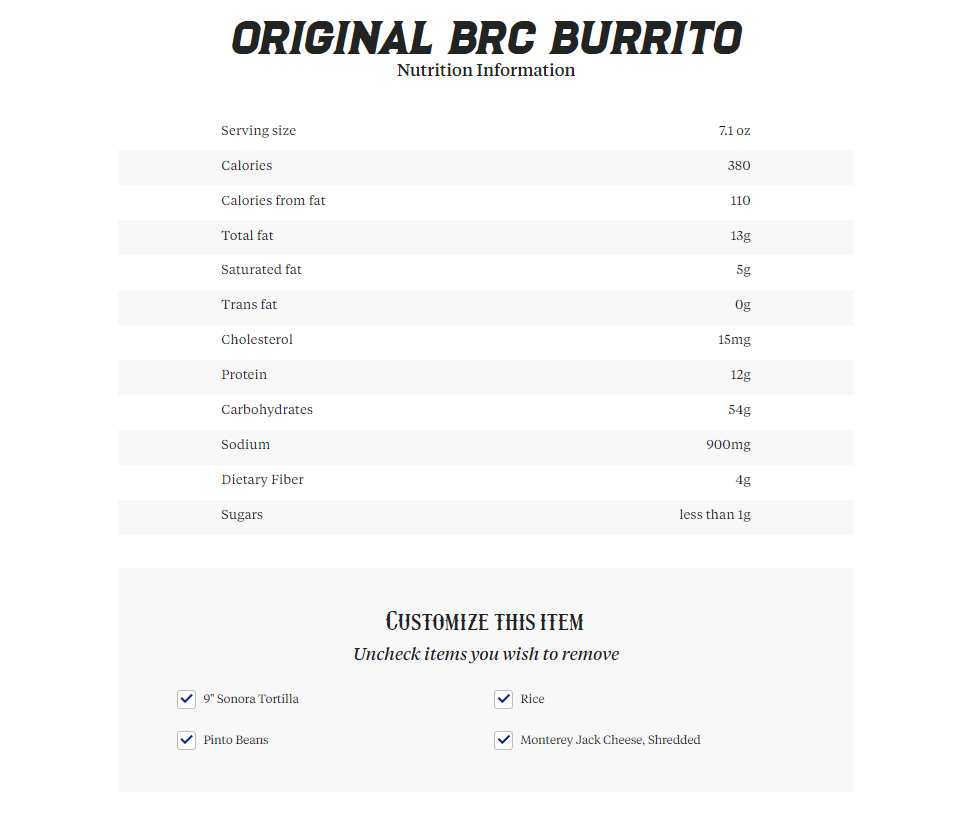 ORIGINAL BRC BURRITO
Nutrition Information
Serving size 7.1 oz
Calories 380
Calories from fat 110
Total fat 13g
Saturated fat 5g
Trans fat 0g
Cholesterol 15mg
Protein 12g
Carbohydrates 54g
Sodium 900mg
Dietary Fiber 4g
Sugars less than 1g
Customize this item
Uncheck items you wish to remove
9" Sonora Tortilla Rice
Pinto Beans Monterey Jack Cheese, Shredded